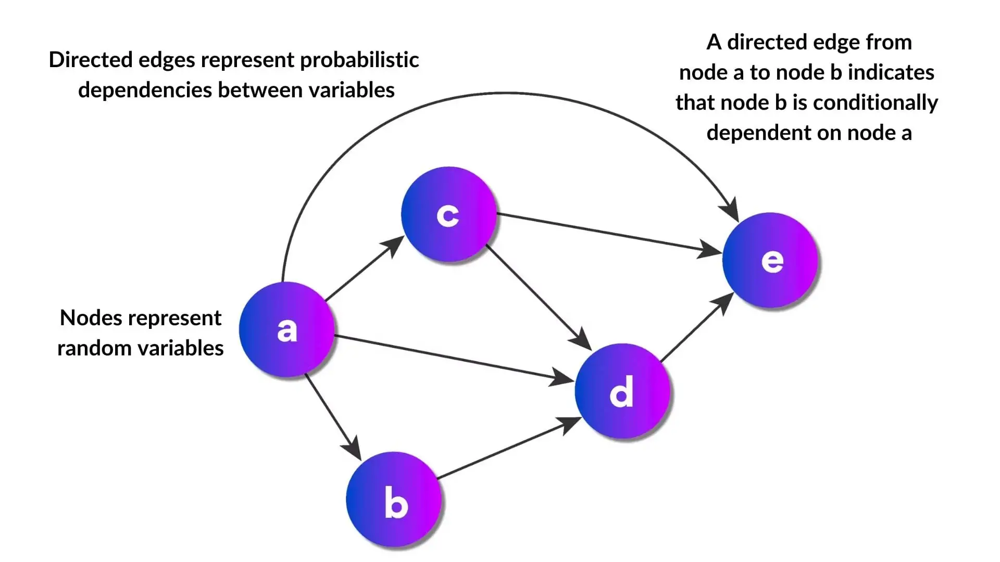 Directed edges represent probabilistic
dependencies between variables
A directed edge from
node a to node b indicates
that node b is conditionally
dependent on node a
c
e
Nodes represent
random variables
a
d
b